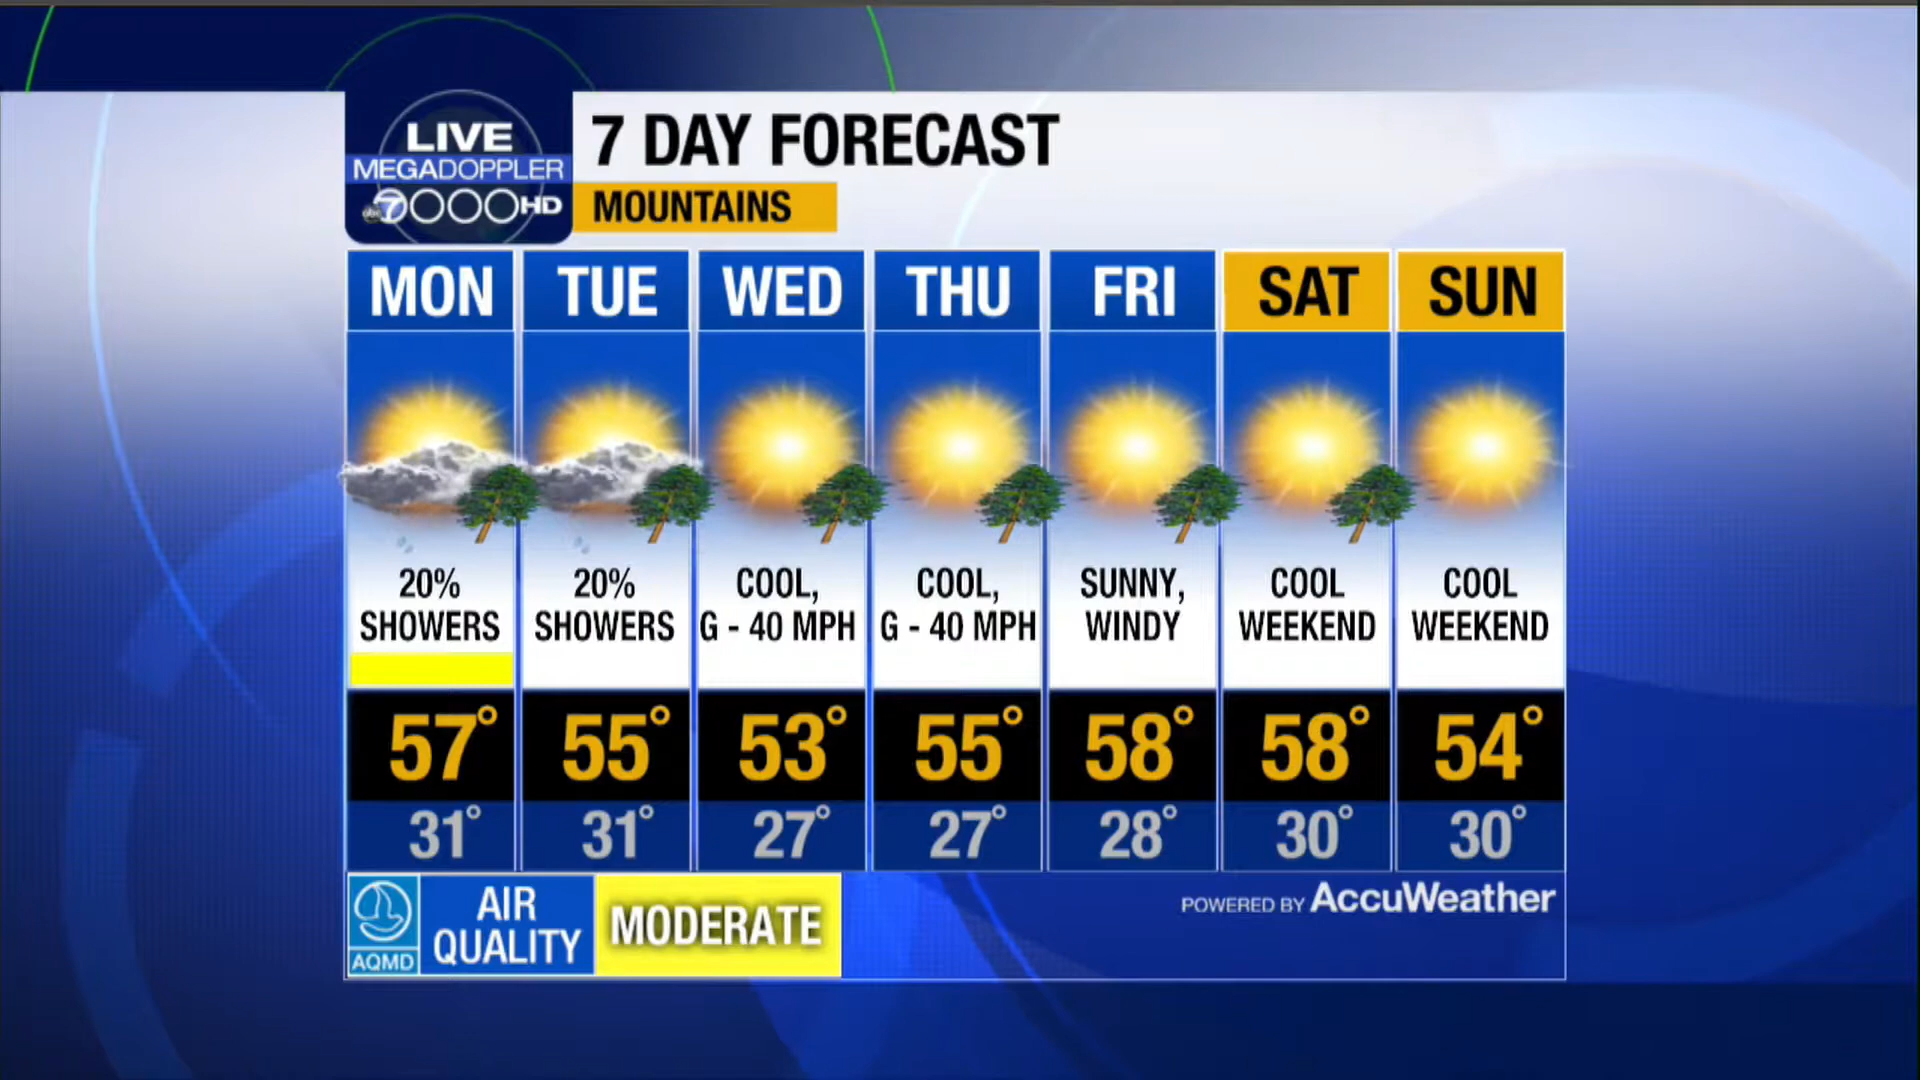 LIVE
MEGADOPPLER
abc 7000HD
7 DAY FORECAST
MOUNTAINS
MON TUE WED THU FRI SAT SUN
20% 20% COOL, COOL, SUNNY, COOL COOL
SHOWERS SHOWERS G - 40 MPH G - 40 MPH WINDY WEEKEND WEEKEND
57° 55° 53° 55° 58° 58° 54°
31° 31° 27° 27° 28° 30° 30°
AQMD
AIR
QUALITY
MODERATE
POWERED BY AccuWeather